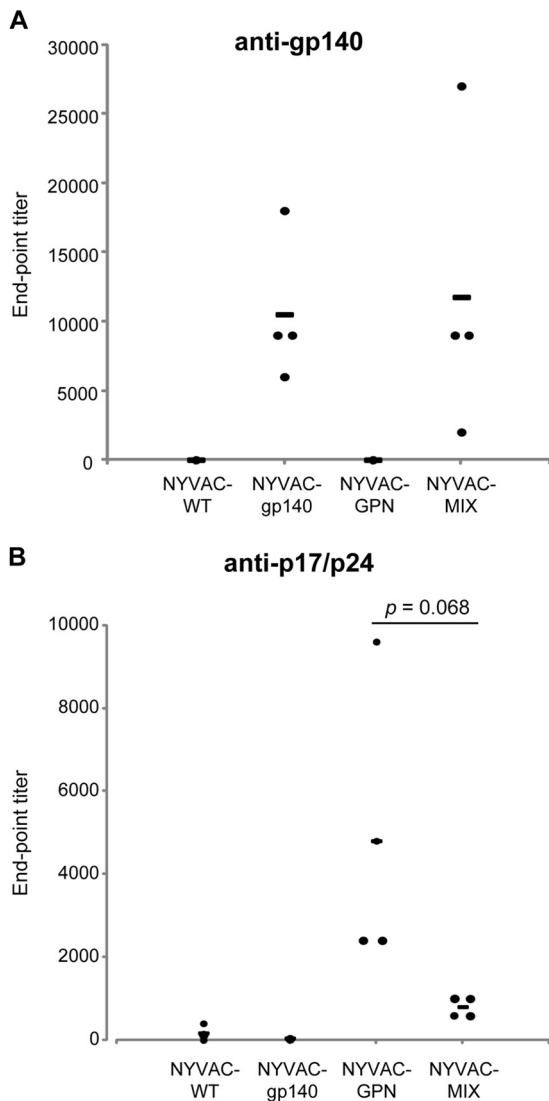 A
anti-gp140
30000
25000
20000
15000
10000
5000
0
End-point titer
NYVAC-
WT
NYVAC-
gp140
NYVAC-
GPN
NYVAC-
MIX
B
anti-p17/p24
p = 0.068
10000
8000
6000
4000
2000
0
End-point titer
NYVAC-
WT
NYVAC-
gp140
NYVAC-
GPN
NYVAC-
MIX